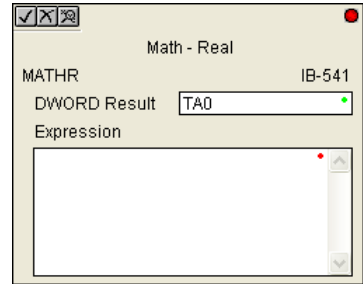 Math - Real
MATHR IB-541
DWORD Result TA0
Expression